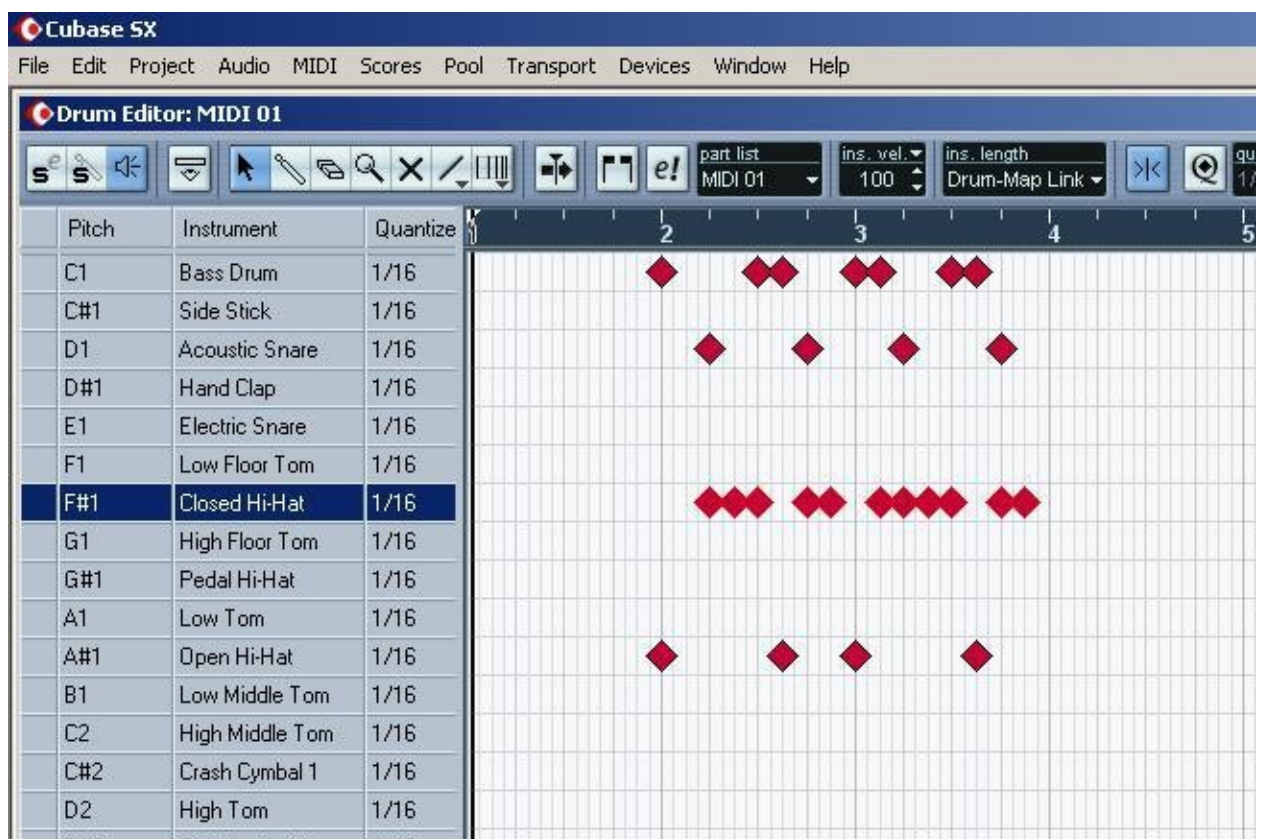 Cubase SX
File Edit Project Audio MIDI Scores Pool Transport Devices Window Help
Drum Editor: MIDI 01
part list ins. vel. ins. length
MIDI 01 100 Drum-Map Link
Pitch Instrument Quantize 1 2 3 4 5
C1 Bass Drum 1/16
C#1 Side Stick 1/16
D1 Acoustic Snare 1/16
D#1 Hand Clap 1/16
E1 Electric Snare 1/16
F1 Low Floor Tom 1/16
F#1 Closed Hi-Hat 1/16
G1 High Floor Tom 1/16
G#1 Pedal Hi-Hat 1/16
A1 Low Tom 1/16
A#1 Open Hi-Hat 1/16
B1 Low Middle Tom 1/16
C2 High Middle Tom 1/16
C#2 Crash Cymbal 1 1/16
D2 High Tom 1/16